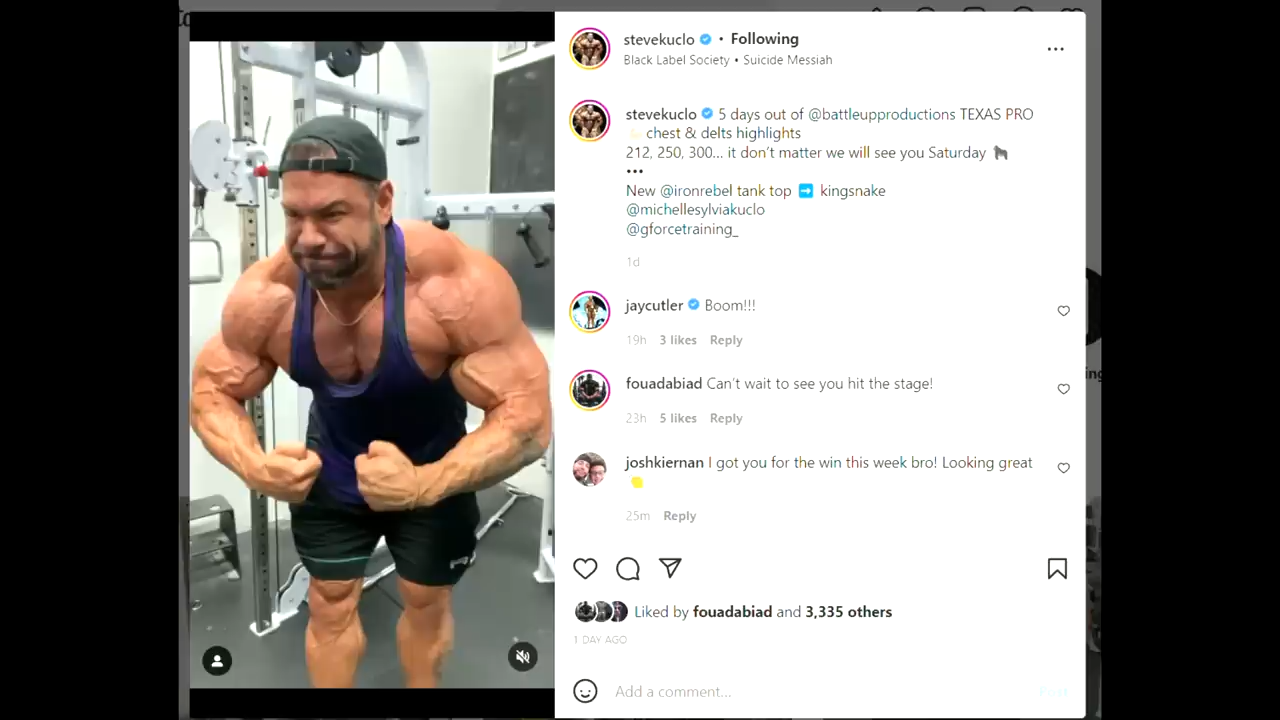 stevekuclo • Following
Black Label Society • Suicide Messiah
stevekuclo 5 days out of @battleupproductions TEXAS PRO
chest & delts highlights
212, 250, 300... it don't matter we will see you Saturday
•••
New @ironrebel tank top ➡️ kingsnake
@michellesylviakuclo
@gforcetraining_
1d
jaycutler Boom!!!
19h 3 likes Reply
fouadabiad Can't wait to see you hit the stage!
23h 5 likes Reply
joshkiernan I got you for the win this week bro! Looking great
25m Reply
Liked by fouadabiad and 3,335 others
1 DAY AGO
Add a comment...
Post